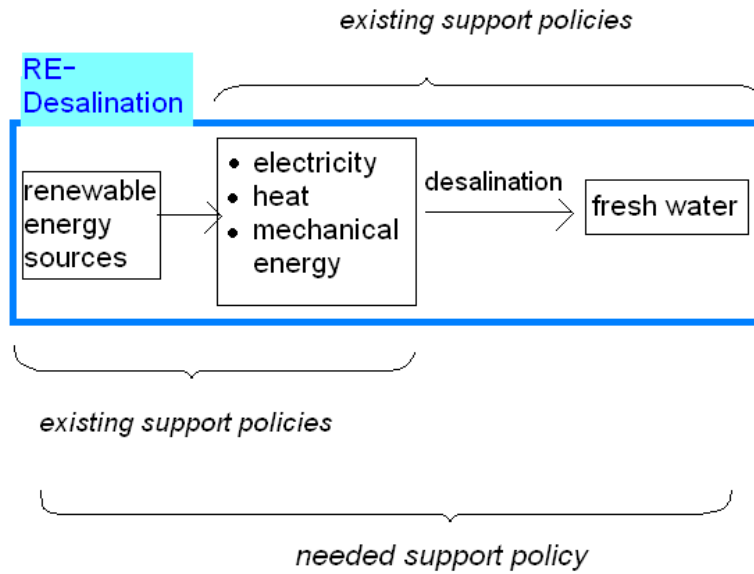 existing support policies
RE-
Desalination
renewable
energy
sources
• electricity
• heat
• mechanical
energy
desalination
fresh water
existing support policies
needed support policy